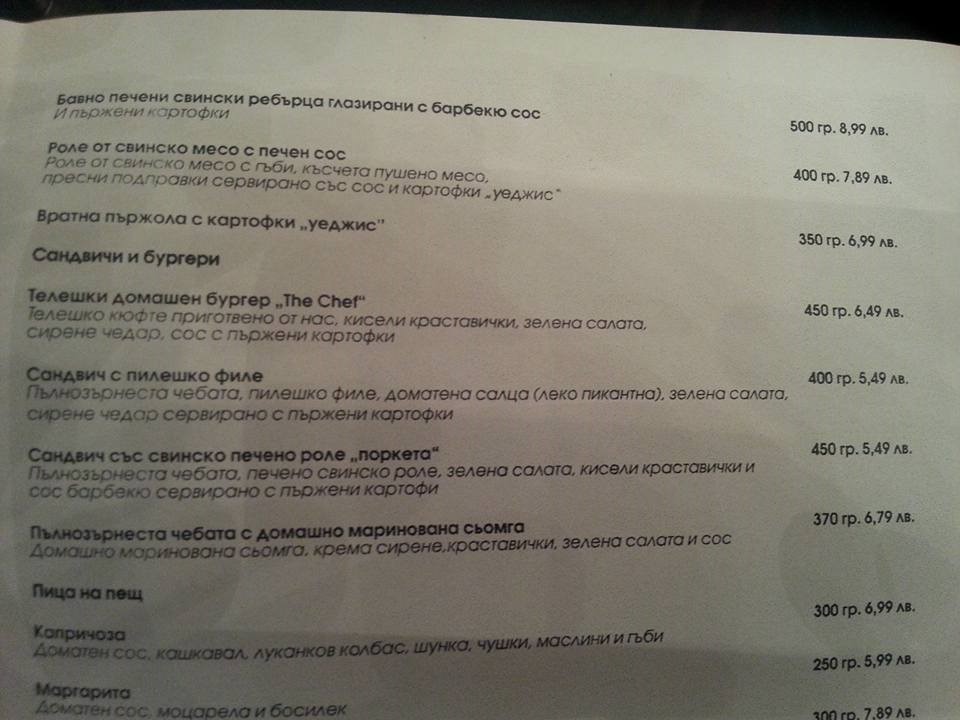 Бавно печени свински ребърца глазирани с барбекю сос
И пържени картофки
500 гр. 8,99 лв.
Роле от свинско месо с печен сос
Роле от свинско месо с гъби, късчета пушено месо,
пресни подправки сервирано със сос и картофки „уеджис“
400 гр. 7,89 лв.
Вратна пържола с картофки „уеджис”
350 гр. 6,99 лв.
Сандвичи и бургери
Телешки домашен бургер „The Chef“
450 гр. 6,49 лв.
Телешко кюфте приготвено от нас, кисели краставички, зелена салата,
сирене чедар, сос с пържени картофки
Сандвич с пилешко филе
400 гр. 5,49 лв.
Пълнозърнеста чебата, пилешко филе, доматена салца (леко пикантна), зелена салата,
сирене чедар сервирано с пържени картофки
Сандвич със свинско печено роле „поркета“
450 гр. 5,49 лв.
Пълнозърнеста чебата, печено свинско роле, зелена салата, кисели краставички и
сос барбекю сервирано с пържени картофи
Пълнозърнеста чебата с домашно маринована сьомга
370 гр. 6,79 лв.
Домашно маринована сьомга, крема сирене,краставички, зелена салата и сос
Пица на пещ
300 гр. 6,99 лв.
Капричоза
Доматен сос, кашкавал, луканков колбас, шунка, чушки, маслини и гъби
250 гр. 5,99 лв.
Маргарита
Доматен сос, моцарела и босилек
300 гр. 7,89 лв.